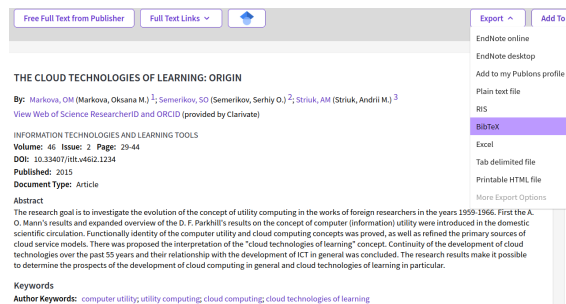 Free Full Text from Publisher
Full Text Links
Export
Add To
EndNote online
EndNote desktop
Add to my Publons profile
Plain text file
RIS
BibTeX
Excel
Tab delimited file
Printable HTML file
More Export Options
THE CLOUD TECHNOLOGIES OF LEARNING: ORIGIN
By: Markova, OM (Markova, Oksana M.) 1; Semerikov, SO (Semerikov, Serhiy O.) 2; Striuk, AM (Striuk, Andrii M.) 3
View Web of Science ResearcherID and ORCID (provided by Clarivate)
INFORMATION TECHNOLOGIES AND LEARNING TOOLS
Volume: 46 Issue: 2 Page: 29-44
DOI: 10.33407/itlt.v46i2.1234
Published: 2015
Document Type: Article
Abstract
The research goal is to investigate the evolution of the concept of utility computing in the works of foreign researchers in the years 1959-1966. First the A.
O. Mann's results and expanded overview of the D. F. Parkhill's results on the concept of computer (information) utility were introduced in the domestic
scientific circulation. Functionally identity of the computer utility and cloud computing concepts was proved, as well as refined the primary sources of
cloud service models. There was proposed the interpretation of the "cloud technologies of learning" concept. Continuity of the development of cloud
technologies over the past 55 years and their relationship with the development of ICT in general was concluded. The research results make it possible
to determine the prospects of the development of cloud computing in general and cloud technologies of learning in particular.
Keywords
Author Keywords: computer utility; utility computing; cloud computing; cloud technologies of learning